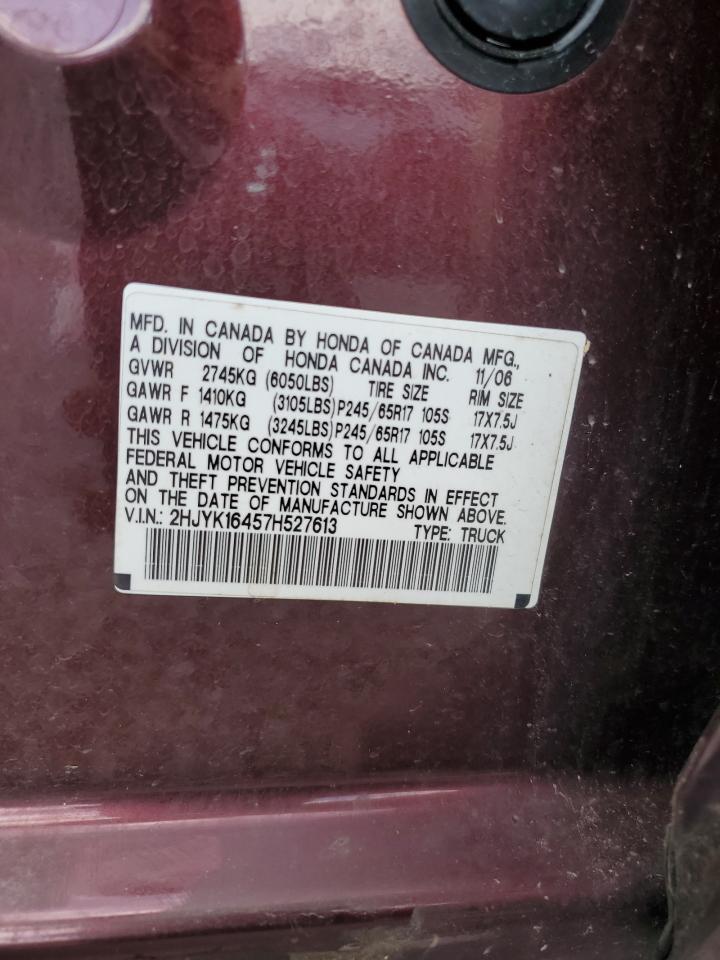 MFD. IN CANADA BY HONDA OF CANADA MFG.,
A DIVISION OF HONDA CANADA INC. 11/06
GVWR 2745KG (6050LBS) TIRE SIZE RIM SIZE
GAWR F 1410KG (3105LBS) P245/65R17 105S 17X7.5J
GAWR R 1475KG (3245LBS) P245/65R17 105S 17X7.5J
THIS VEHICLE CONFORMS TO ALL APPLICABLE
FEDERAL MOTOR VEHICLE SAFETY
AND THEFT PREVENTION STANDARDS IN EFFECT
ON THE DATE OF MANUFACTURE SHOWN ABOVE.
V.I.N.: 2HJYK16457H527613 TYPE: TRUCK